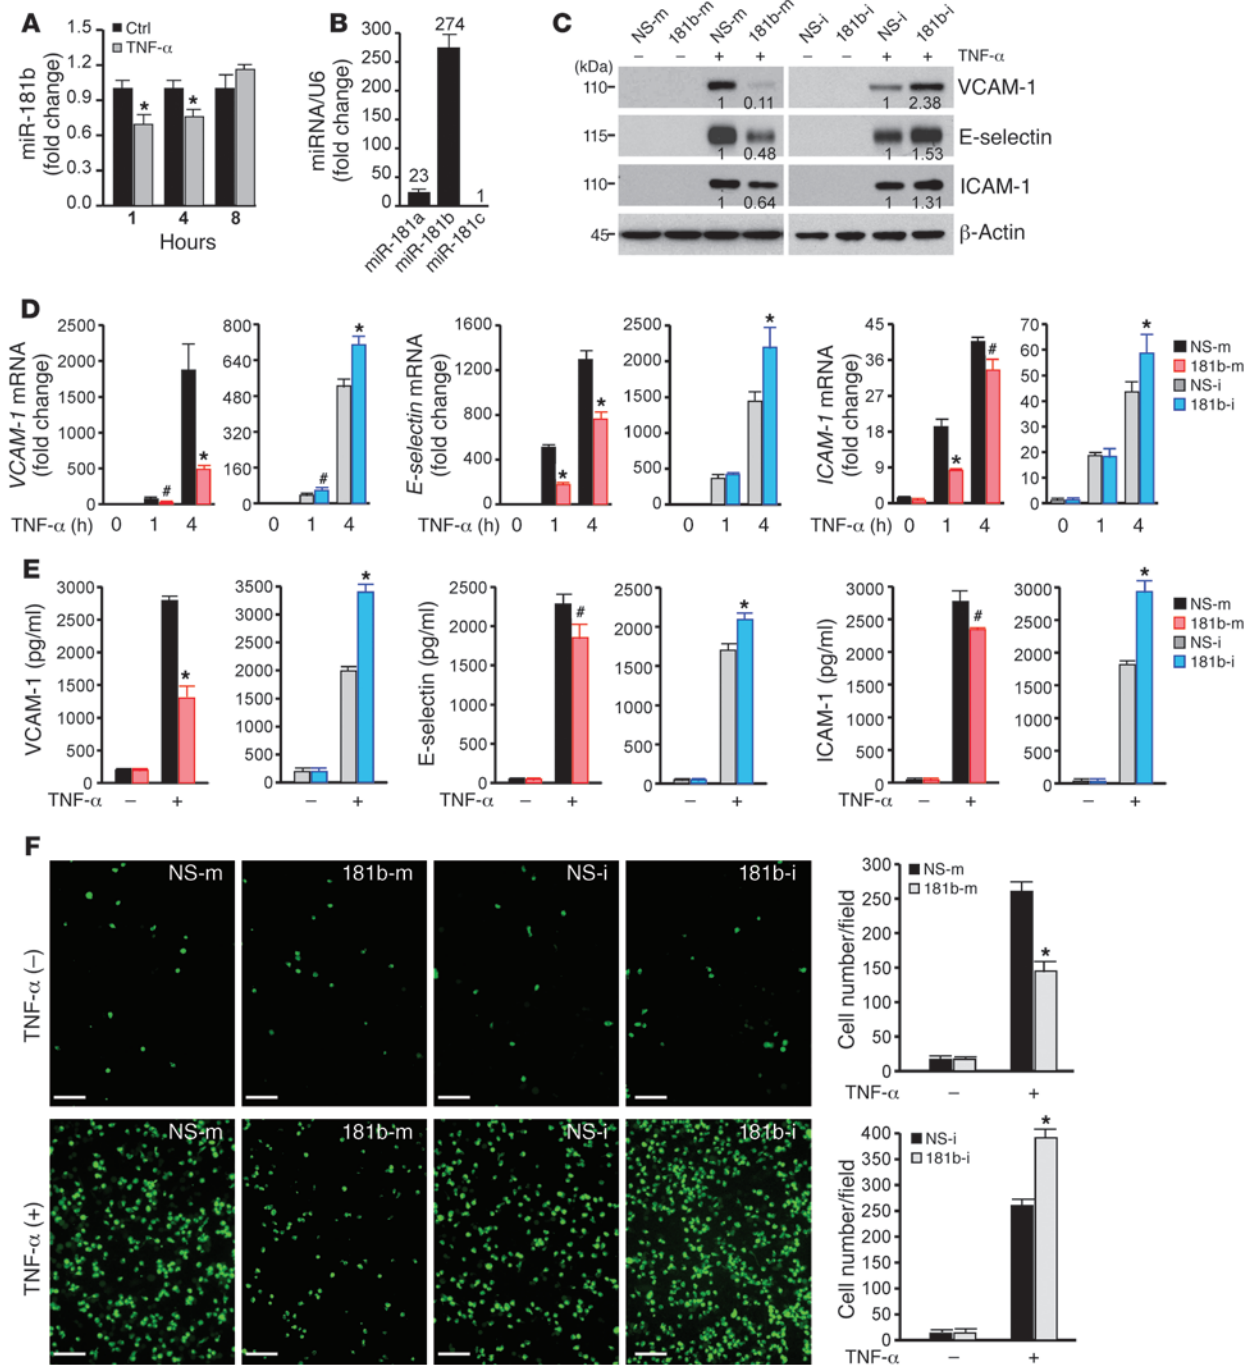 A
Ctrl
TNF-α
miR-181b
(fold change)
1.5
1.2
0.9
0.6
0.3
0.0
*
*
1 4 8
Hours
B
miRNA/U6
(fold change)
300
250
200
150
100
50
0
23
274
1
miR-181a
miR-181b
miR-181c
C
NS-m 181b-m NS-m 181b-m NS-i 181b-i NS-i 181b-i
– – + + – – + + TNF-α
(kDa)
110 VCAM-1
1 0.11 1 2.38
115 E-selectin
1 0.48 1 1.53
110 ICAM-1
1 0.64 1 1.31
45 β-Actin
D
VCAM-1 mRNA
(fold change)
2500
2000
1500
1000
500
0
# *
TNF-α (h) 0 1 4
800
640
480
320
160
0
# *
0 1 4
E-selectin mRNA
(fold change)
1600
1200
800
400
0
* *
TNF-α (h) 0 1 4
2500
2000
1500
1000
500
0
*
0 1 4
ICAM-1 mRNA
(fold change)
45
36
27
18
9
0
* #
TNF-α (h) 0 1 4
70
60
50
40
30
20
10
0
*
0 1 4
NS-m
181b-m
NS-i
181b-i
E
VCAM-1 (pg/ml)
3000
2500
2000
1500
1000
500
0
*
TNF-α – +
3500
3000
2500
2000
1500
1000
500
0
*
– +
E-selectin (pg/ml)
2500
2000
1500
1000
500
0
#
TNF-α – +
2500
2000
1500
1000
500
0
*
– +
ICAM-1 (pg/ml)
3000
2500
2000
1500
1000
500
0
#
TNF-α – +
3000
2500
2000
1500
1000
500
0
*
– +
NS-m
181b-m
NS-i
181b-i
F
TNF-α (–)
NS-m 181b-m NS-i 181b-i
TNF-α (+)
NS-m 181b-m NS-i 181b-i
Cell number/field
300
250
200
150
100
50
0
NS-m
181b-m
*
TNF-α – +
Cell number/field
400
350
300
250
200
150
100
50
0
NS-i
181b-i
*
TNF-α – +